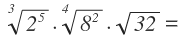 ∛(2⁵) · ∜(8²) · √32 =